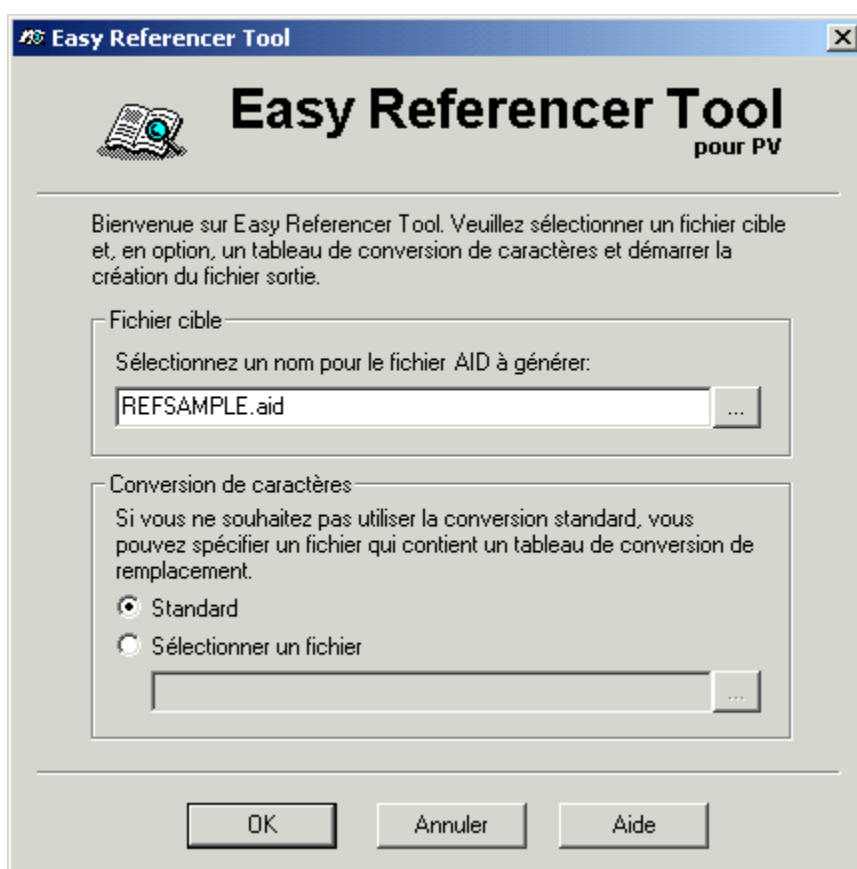 Easy Referencer Tool
Easy Referencer Tool
pour PV
Bienvenue sur Easy Referencer Tool. Veuillez sélectionner un fichier cible
et, en option, un tableau de conversion de caractères et démarrer la
création du fichier sortie.
Fichier cible
Sélectionnez un nom pour le fichier AID à générer:
REFSAMPLE.aid
...
Conversion de caractères
Si vous ne souhaitez pas utiliser la conversion standard, vous
pouvez spécifier un fichier qui contient un tableau de conversion de
remplacement.
Standard
Sélectionner un fichier
...
OK
Annuler
Aide